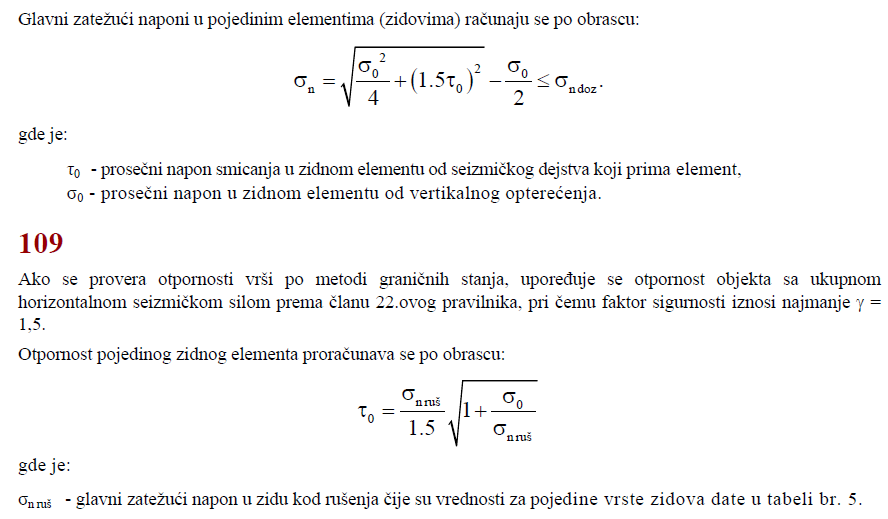 Glavni zatežući naponi u pojedinim elementima (zidovima) računaju se po obrascu:
σn = √(σ0²/4 + (1.5τ0)²) − σ0/2 ≤ σn doz.
gde je:
τ0 - prosečni napon smicanja u zidnom elementu od seizmičkog dejstva koji prima element,
σ0 - prosečni napon u zidnom elementu od vertikalnog opterećenja.
109
Ako se provera otpornosti vrši po metodi graničnih stanja, upoređuje se otpornost objekta sa ukupnom
horizontalnom seizmičkom silom prema članu 22.ovog pravilnika, pri čemu faktor sigurnosti iznosi najmanje γ =
1,5.
Otpornost pojedinog zidnog elementa proračunava se po obrascu:
τ0 = σn ruš/1.5 √(1 + σ0/σn ruš)
gde je:
σn ruš - glavni zatežući napon u zidu kod rušenja čije su vrednosti za pojedine vrste zidova date u tabeli br. 5.